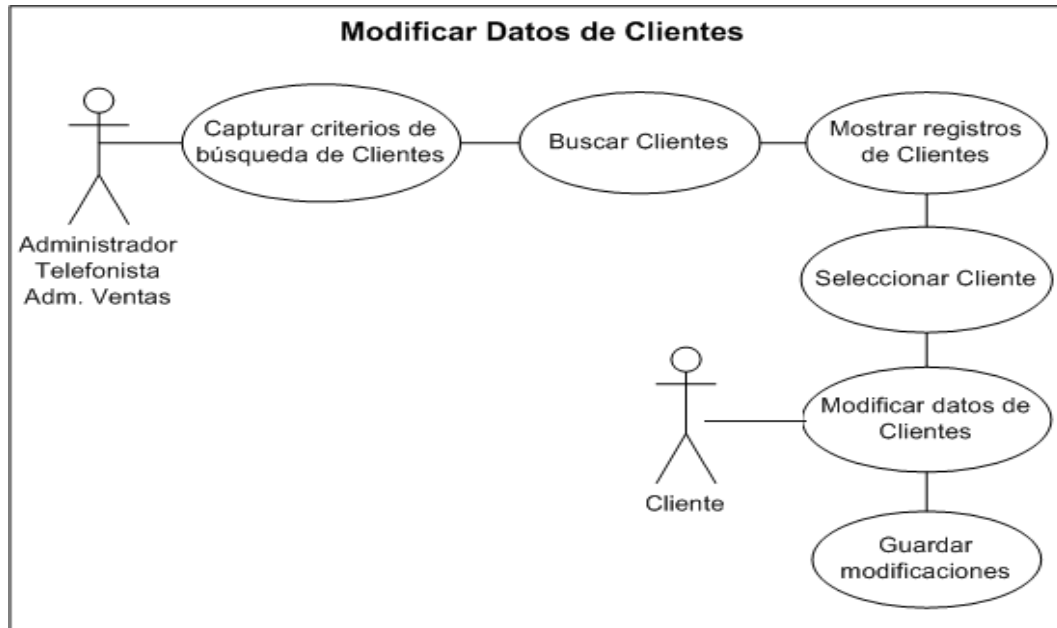 Modificar Datos de Clientes
Capturar criterios de
búsqueda de Clientes
Buscar Clientes
Mostrar registros
de Clientes
Administrador
Telefonista
Adm. Ventas
Seleccionar Cliente
Modificar datos de
Clientes
Cliente
Guardar
modificaciones